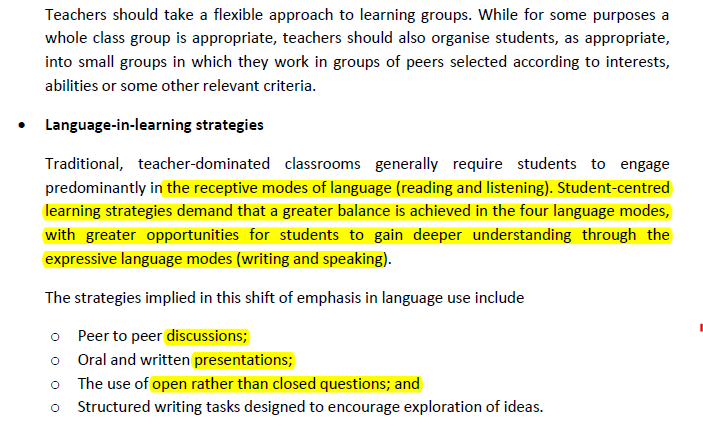 Teachers should take a flexible approach to learning groups. While for some purposes a
whole class group is appropriate, teachers should also organise students, as appropriate,
into small groups in which they work in groups of peers selected according to interests,
abilities or some other relevant criteria.
• Language-in-learning strategies
Traditional, teacher-dominated classrooms generally require students to engage
predominantly in the receptive modes of language (reading and listening). Student-centred
learning strategies demand that a greater balance is achieved in the four language modes,
with greater opportunities for students to gain deeper understanding through the
expressive language modes (writing and speaking).
The strategies implied in this shift of emphasis in language use include
o Peer to peer discussions;
o Oral and written presentations;
o The use of open rather than closed questions; and
o Structured writing tasks designed to encourage exploration of ideas.